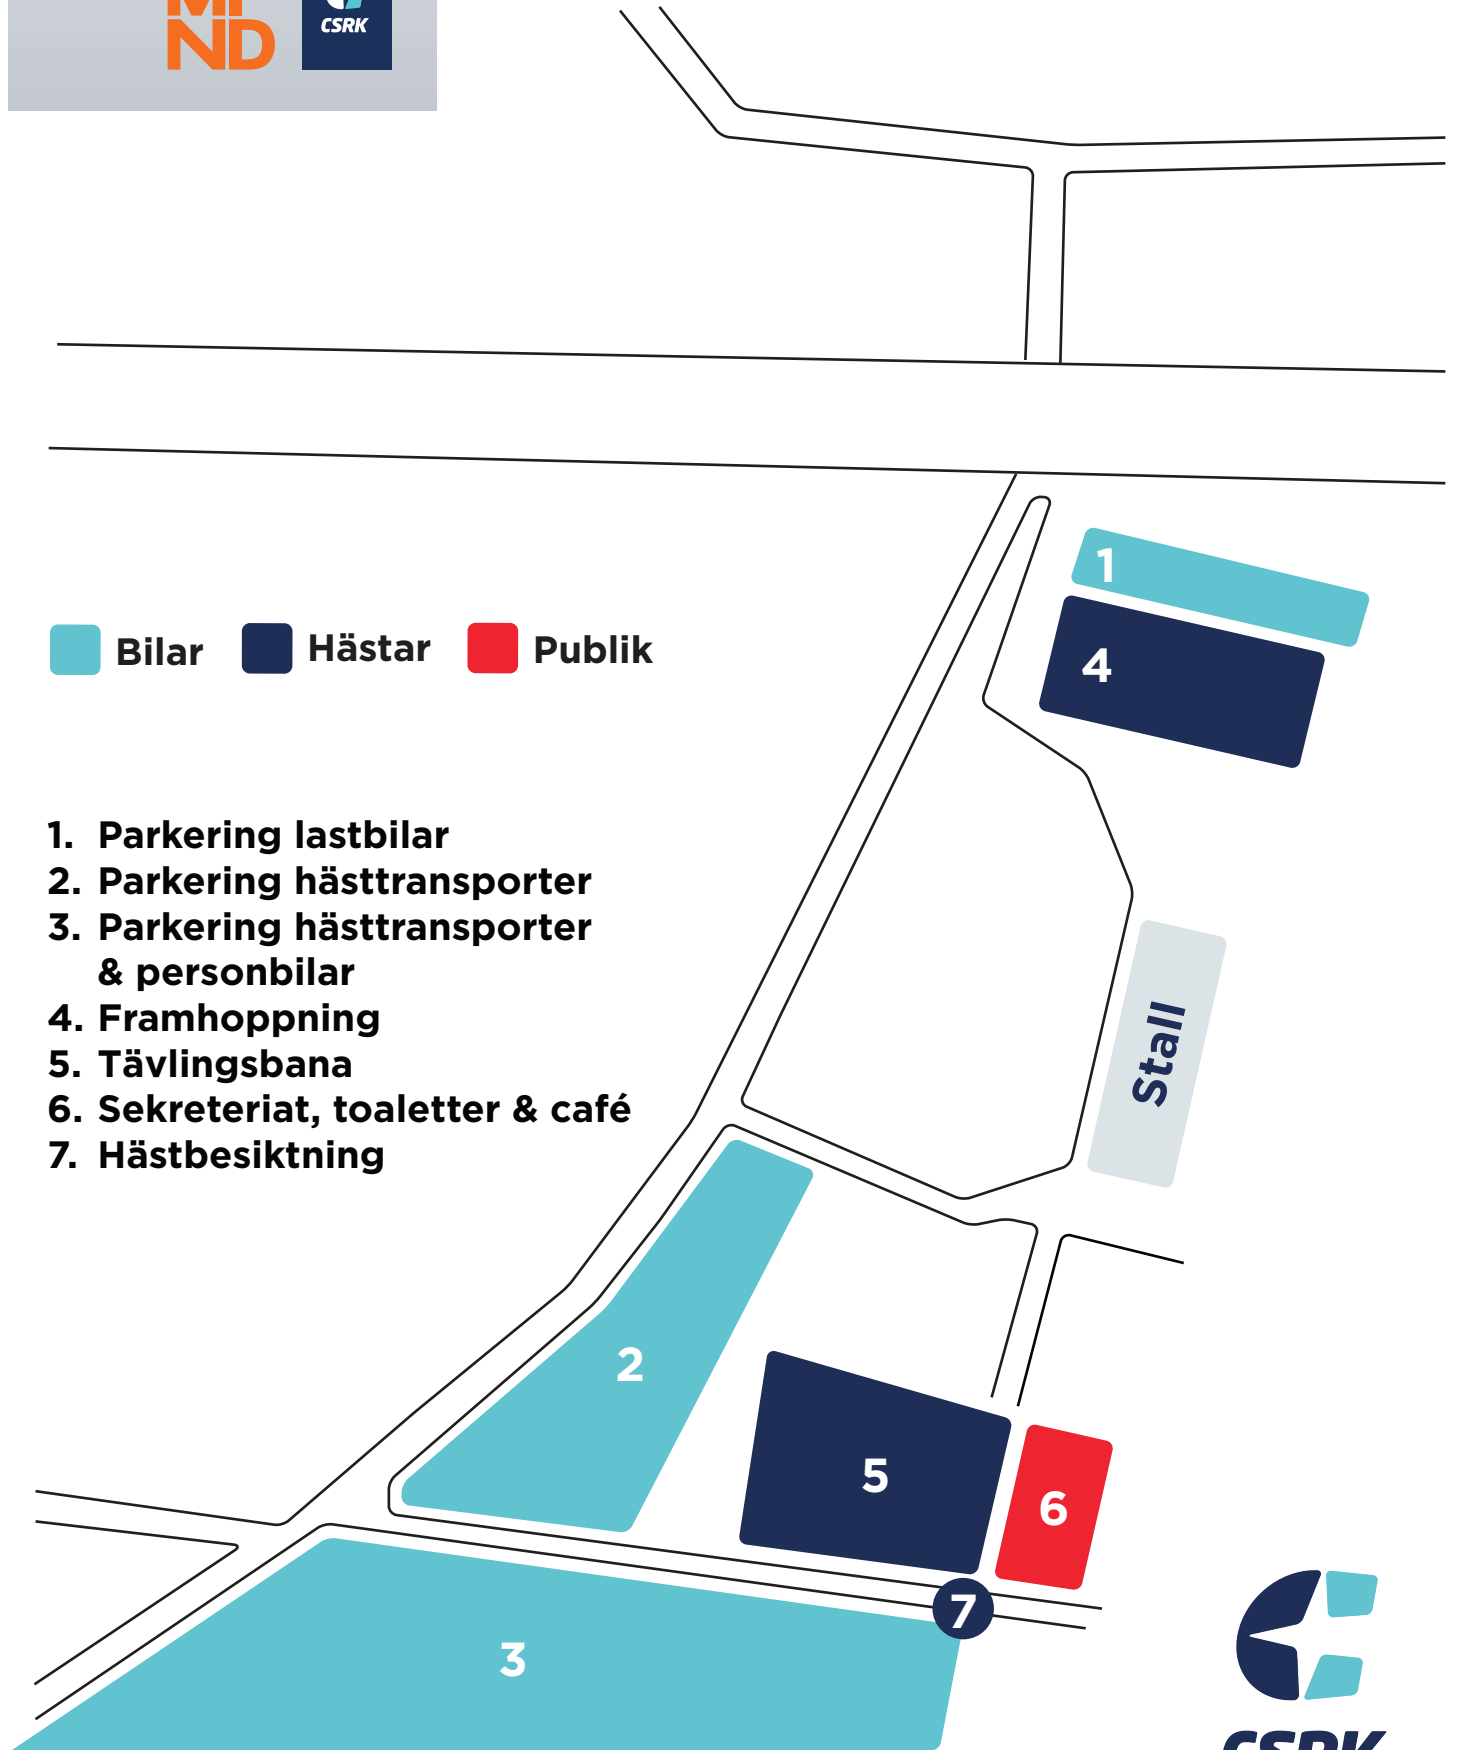 ND
CSRK
1
4
Bilar Hästar Publik
1. Parkering lastbilar
2. Parkering hästtransporter
3. Parkering hästtransporter
& personbilar
4. Framhoppning
5. Tävlingsbana
6. Sekreteriat, toaletter & café
7. Hästbesiktning
Stall
2
5
6
7
3
CSRK